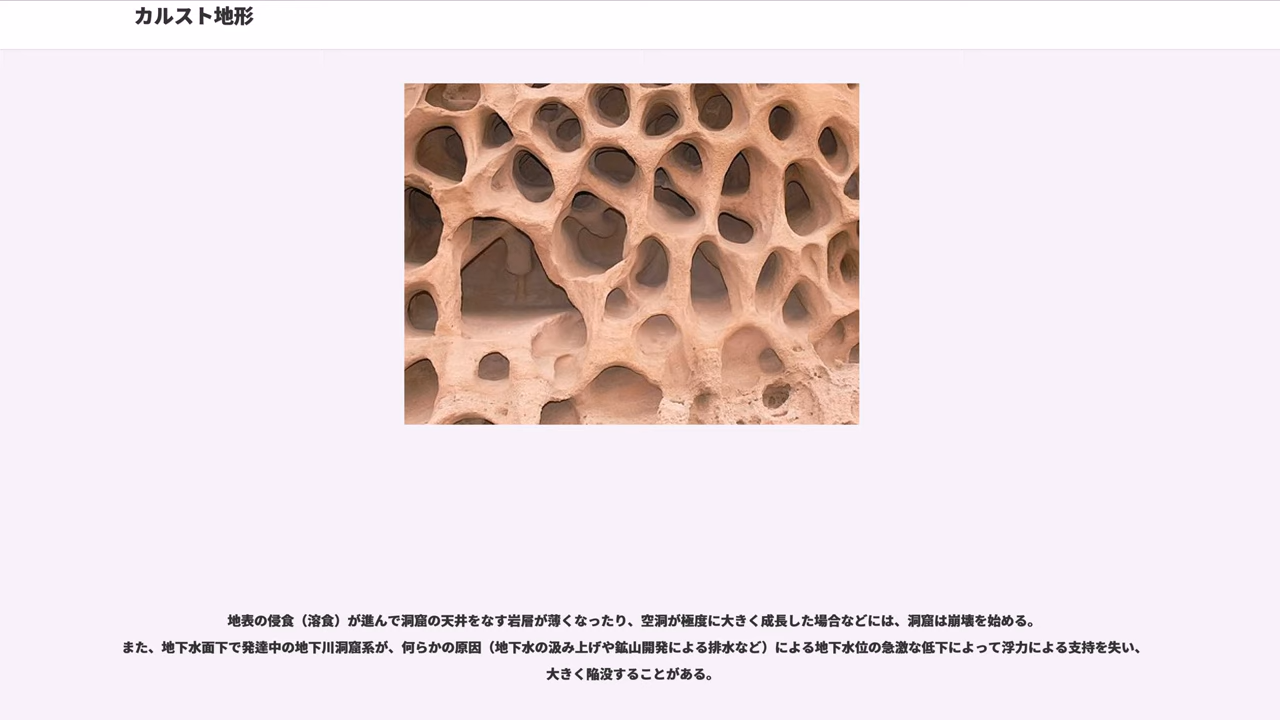 カルスト地形
地表の侵食（溶食）が進んで洞窟の天井をなす岩層が薄くなったり、空洞が極度に大きく成長した場合などには、洞窟は崩壊を始める。
また、地下水面下で発達中の地下川洞窟系が、何らかの原因（地下水の汲み上げや鉱山開発による排水など）による地下水位の急激な低下によって浮力による支持を失い、
大きく陥没することがある。